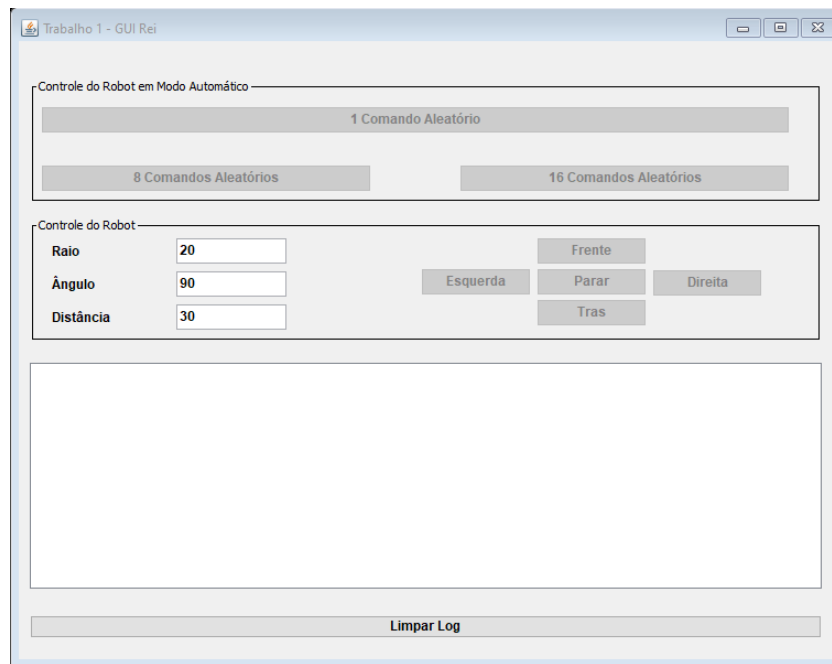 Trabalho 1 - GUI Rei
Controle do Robot em Modo Automático
1 Comando Aleatório
8 Comandos Aleatórios 16 Comandos Aleatórios
Controle do Robot
Raio 20 Frente
Ângulo 90 Esquerda Parar Direita
Distância 30 Tras
Limpar Log